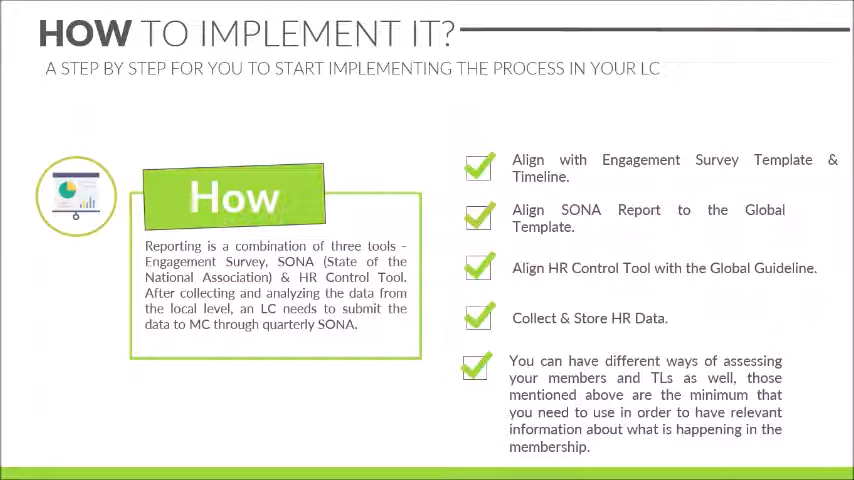 HOW TO IMPLEMENT IT?
A STEP BY STEP FOR YOU TO START IMPLEMENTING THE PROCESS IN YOUR LC
How
Reporting is a combination of three tools -
Engagement Survey, SONA (State of the
National Association) & HR Control Tool.
After collecting and analyzing the data from
the local level, an LC needs to submit the
data to MC through quarterly SONA.
Align with Engagement Survey Template &
Timeline.
Align SONA Report to the Global
Template.
Align HR Control Tool with the Global Guideline.
Collect & Store HR Data.
You can have different ways of assessing
your members and TLs as well, those
mentioned above are the minimum that
you need to use in order to have relevant
information about what is happening in the
membership.